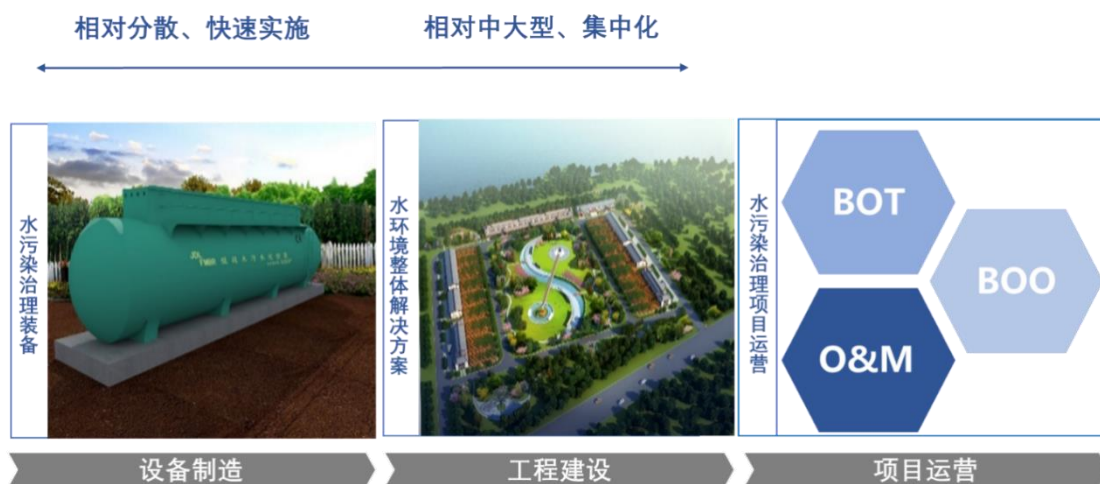 相对分散、快速实施
相对中大型、集中化
水污染治理装备
水环境整体解决方案
水污染治理项目运营
BOT
BOO
O&M
设备制造
工程建设
项目运营